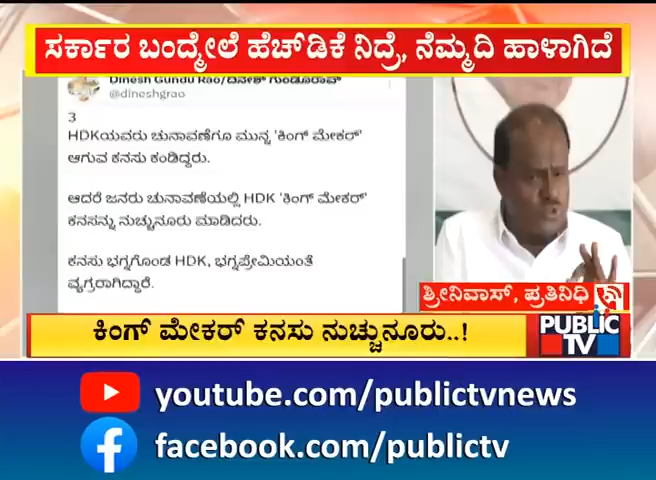 ಸರ್ಕಾರ ಬಂದ್ಮೇಲೆ ಹೆಚ್‌ಡಿಕೆ ನಿದ್ರೆ, ನೆಮ್ಮದಿ ಹಾಳಾಗಿದೆ
Dinesh Gundu Rao/ದಿನೇಶ್ ಗುಂಡೂರಾವ್
@dineshgrao
3
HDKಯವರು ಚುನಾವಣೆಗೂ ಮುನ್ನ 'ಕಿಂಗ್ ಮೇಕರ್'
ಆಗುವ ಕನಸು ಕಂಡಿದ್ದರು.
ಆದರೆ ಜನರು ಚುನಾವಣೆಯಲ್ಲಿ HDK 'ಕಿಂಗ್ ಮೇಕರ್'
ಕನಸನ್ನು ನುಚ್ಚುನೂರು ಮಾಡಿದರು.
ಕನಸು ಭಗ್ನಗೊಂಡ HDK, ಭಗ್ನಪ್ರೇಮಿಯಂತೆ
ವ್ಯಗ್ರರಾಗಿದ್ದಾರೆ.
ಶ್ರೀನಿವಾಸ್, ಪ್ರತಿನಿಧಿ
ಕಿಂಗ್ ಮೇಕರ್ ಕನಸು ನುಚ್ಚುನೂರು..!
PUBLIC
TV
youtube.com/publictvnews
facebook.com/publictv